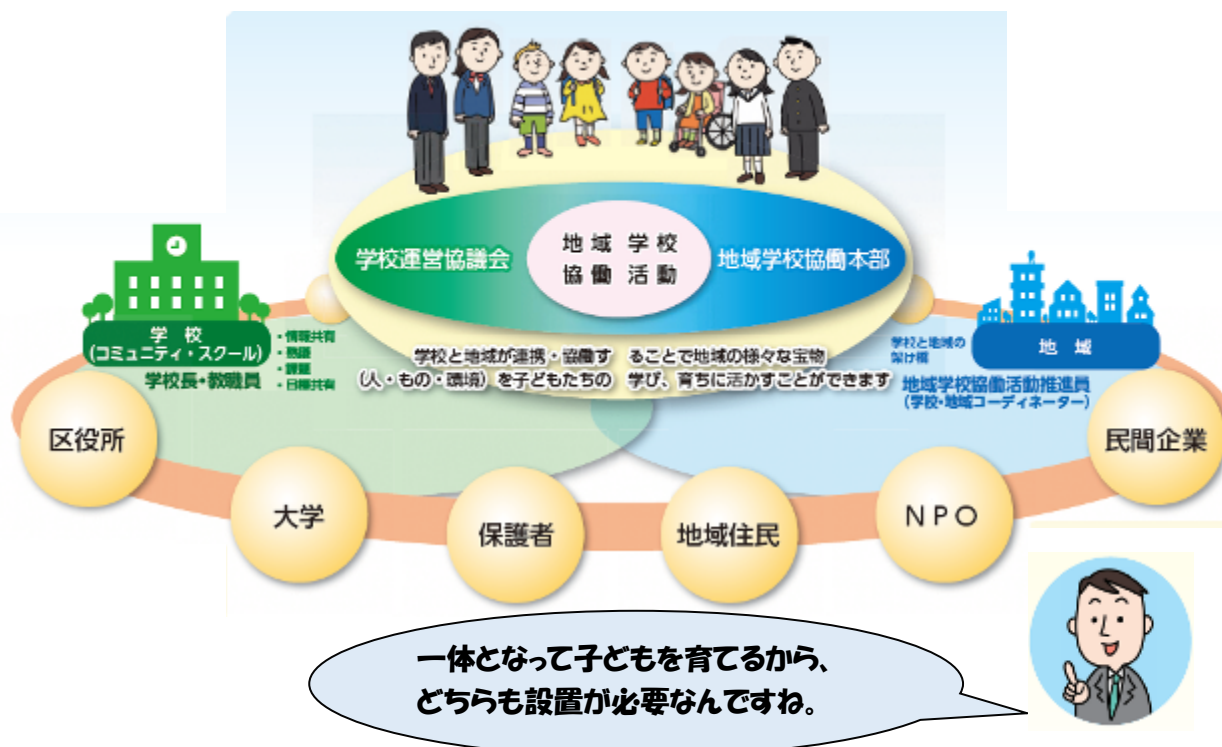 学校運営協議会
地域 学校
協働 活動
地域学校協働本部
学校と地域が連携・協働す ることで地域の様々な宝物
(人・もの・環境)を子どもたちの 学び、育ちに活かすことができます
学校
(コミュニティ・スクール)
学校長・教職員
・情報共有
・熟議
・課題
・目標共有
学校と地域の
架け橋
地域
地域学校協働活動推進員
(学校・地域コーディネーター)
区役所
大学
保護者
地域住民
NPO
民間企業
一体となって子どもを育てるから、
どちらも設置が必要なんですね。